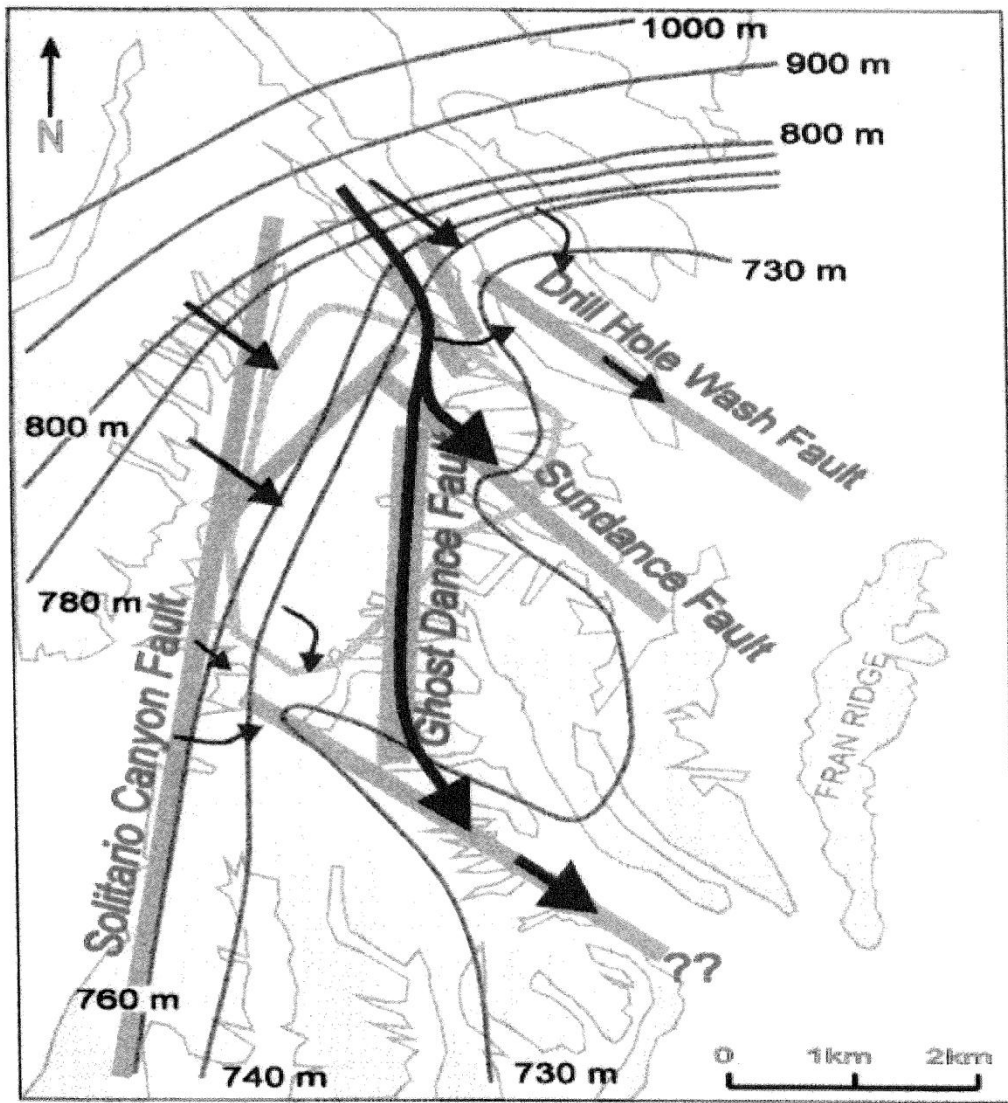 1000 m
900 m
N
800 m
730 m
Drill Hole Wash Fault
800 m
Sundance Fault
780 m
Ghost Dance Fault
Solitario Canyon Fault
FRAN RIDGE
??
760 m
740 m
730 m
0 1km 2km